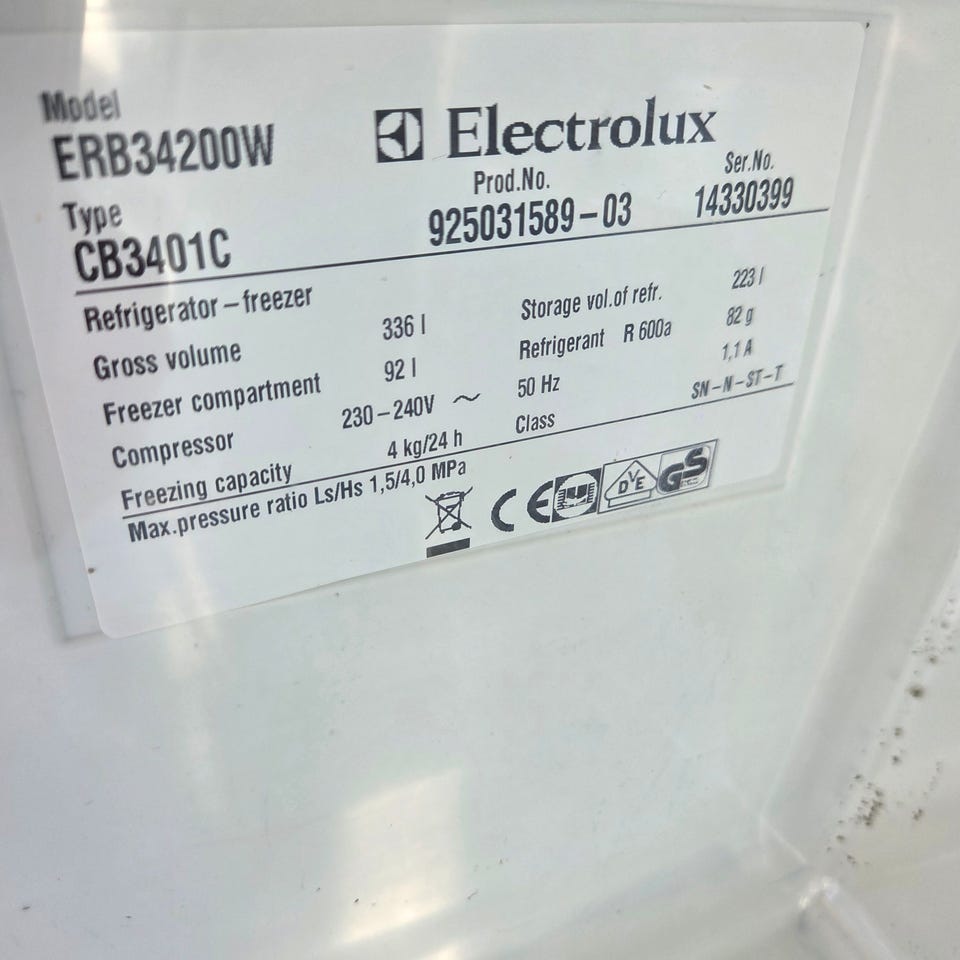 Model
ERB34200W
Electrolux
Type
CB3401C
Prod.No.
925031589-03
Ser.No.
14330399
Refrigerator-freezer
Gross volume 336 l
Storage vol.of refr. 223 l
Freezer compartment 92 l
Refrigerant R 600a 82 g
Compressor 230-240V ~ 50 Hz 1,1 A
Freezing capacity 4 kg/24 h
Class SN-N-ST-T
Max.pressure ratio Ls/Hs 1,5/4,0 MPa
CE
DVE
GS